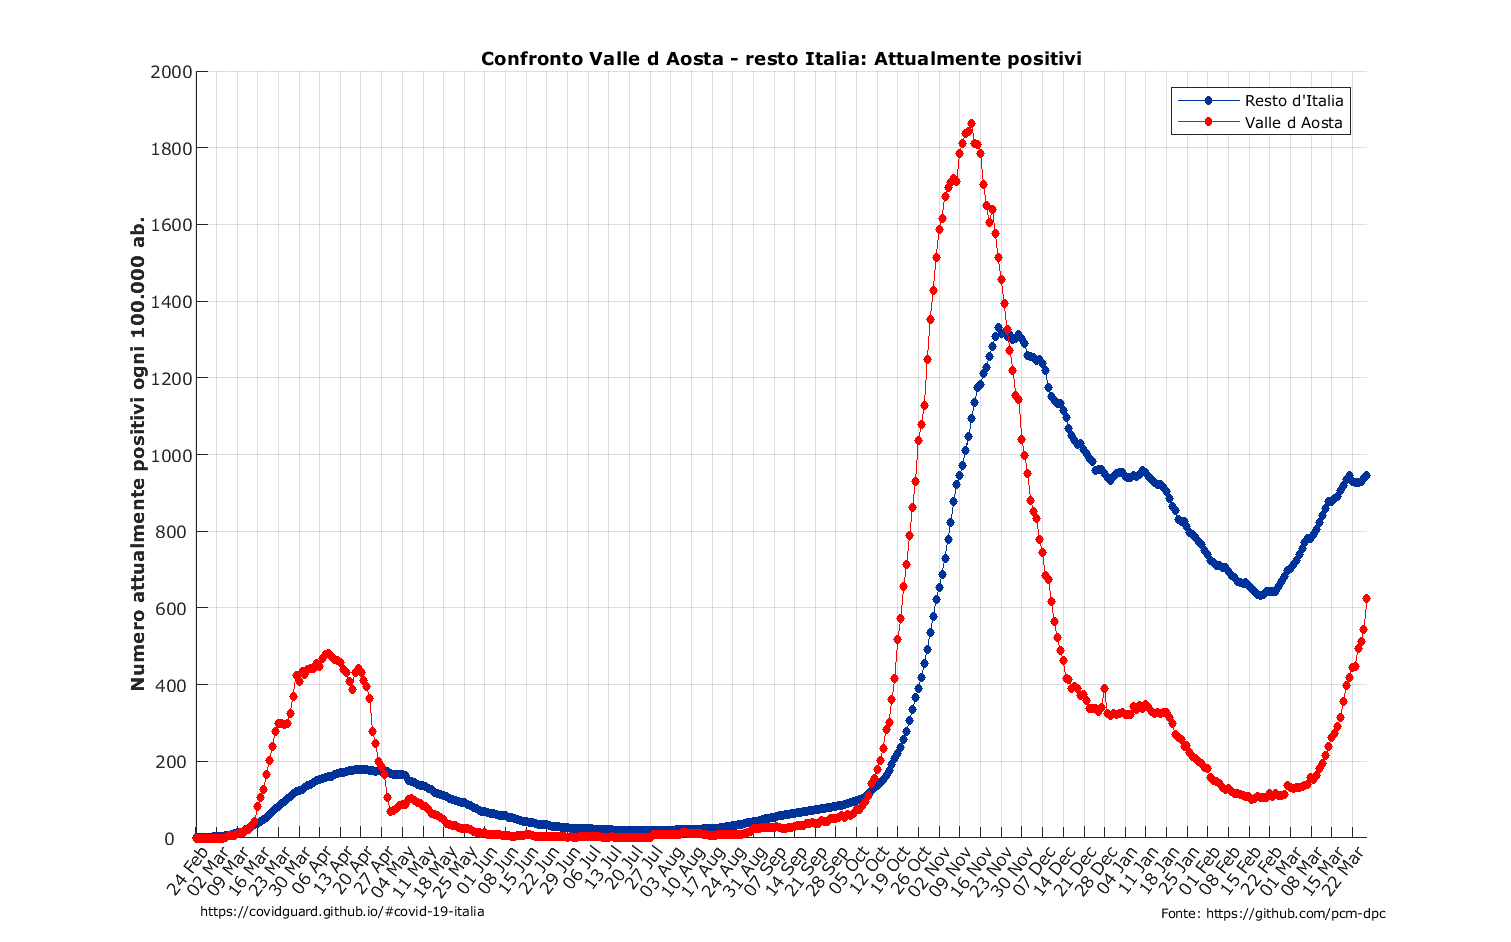 Confronto Valle d Aosta - resto Italia: Attualmente positivi
Numero attualmente positivi ogni 100.000 ab.
2000
1800
1600
1400
1200
1000
800
600
400
200
0
Resto d'Italia
Valle d Aosta
24 Feb
02 Mar
09 Mar
16 Mar
23 Mar
30 Mar
06 Apr
13 Apr
20 Apr
27 Apr
04 May
11 May
18 May
25 May
01 Jun
08 Jun
15 Jun
22 Jun
29 Jun
06 Jul
13 Jul
20 Jul
27 Jul
03 Aug
10 Aug
17 Aug
24 Aug
31 Aug
07 Sep
14 Sep
21 Sep
28 Sep
05 Oct
12 Oct
19 Oct
26 Oct
02 Nov
09 Nov
16 Nov
23 Nov
30 Nov
07 Dec
14 Dec
21 Dec
28 Dec
04 Jan
11 Jan
18 Jan
25 Jan
01 Feb
08 Feb
15 Feb
22 Feb
01 Mar
08 Mar
15 Mar
22 Mar
https://covidguard.github.io/#covid-19-italia
Fonte: https://github.com/pcm-dpc